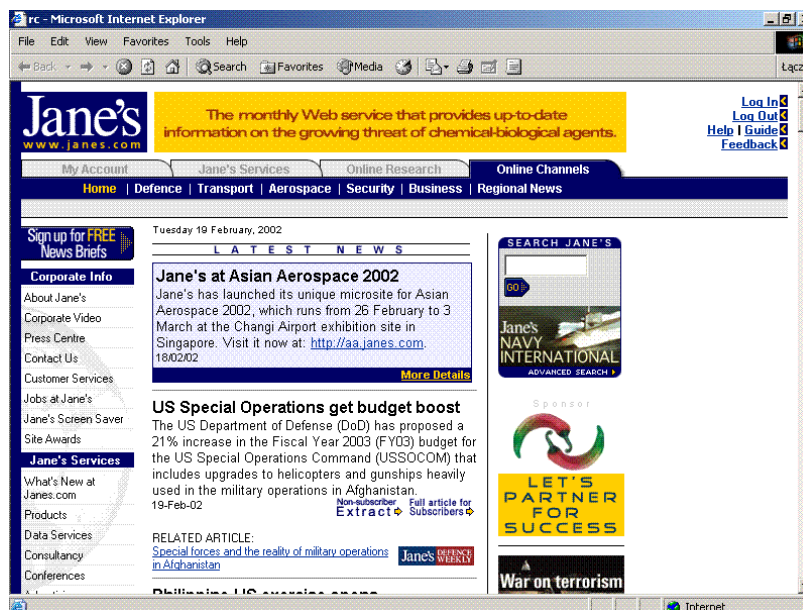 rc - Microsoft Internet Explorer
File Edit View Favorites Tools Help
Back Search Favorites Media Łącz
Jane's
www.janes.com
The monthly Web service that provides up-to-date
information on the growing threat of chemical-biological agents.
Log In
Log Out
Help | Guide
Feedback
My Account Jane's Services Online Research Online Channels
Home | Defence | Transport | Aerospace | Security | Business | Regional News
Sign up for FREE
News Briefs
Corporate Info
About Jane's
Corporate Video
Press Centre
Contact Us
Customer Services
Jobs at Jane's
Jane's Screen Saver
Site Awards
Jane's Services
What's New at
Janes.com
Products
Data Services
Consultancy
Conferences
Tuesday 19 February, 2002
LATEST NEWS
Jane's at Asian Aerospace 2002
Jane's has launched its unique microsite for Asian
Aerospace 2002, which runs from 26 February to 3
March at the Changi Airport exhibition site in
Singapore. Visit it now at: http://aa.janes.com.
18/02/02
More Details
US Special Operations get budget boost
The US Department of Defense (DoD) has proposed a
21% increase in the Fiscal Year 2003 (FY03) budget for
the US Special Operations Command (USSOCOM) that
includes upgrades to helicopters and gunships heavily
used in the military operations in Afghanistan.
19-Feb-02
Non-subscriber
Extract
Full article for
Subscribers
RELATED ARTICLE:
Special forces and the reality of military operations
in Afghanistan
Jane's DEFENCE WEEKLY
Philippine US exercise opens
SEARCH JANE'S
GO
Jane's
NAVY
INTERNATIONAL
ADVANCED SEARCH
Sponsor
LET'S
PARTNER
FOR
SUCCESS
War on terrorism
Internet